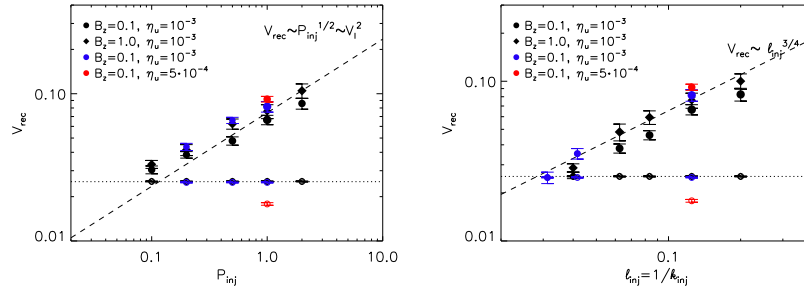 V_rec~P_inj^1/2~V_l^2
B_z=0.1, η_u=10^-3
B_z=1.0, η_u=10^-3
B_z=0.1, η_u=10^-3
B_z=0.1, η_u=5·10^-4
V_rec
0.10
0.01
0.1 1.0 10.0
P_inj
B_z=0.1, η_u=10^-3
B_z=1.0, η_u=10^-3
B_z=0.1, η_u=10^-3
B_z=0.1, η_u=5·10^-4
V_rec~ ℓ_inj^3/4
V_rec
0.10
0.01
0.1
ℓ_inj=1/k_inj